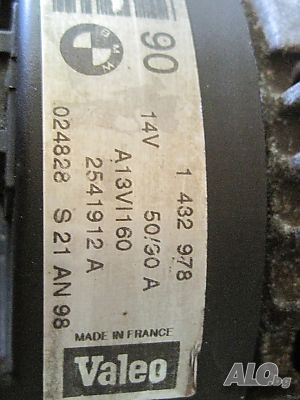 BMW
90
1 432 978
14V 50/90 A
A13VI160
2541912 A
024828 S 21 AN 98
MADE IN FRANCE
Valeo
ALO.bg